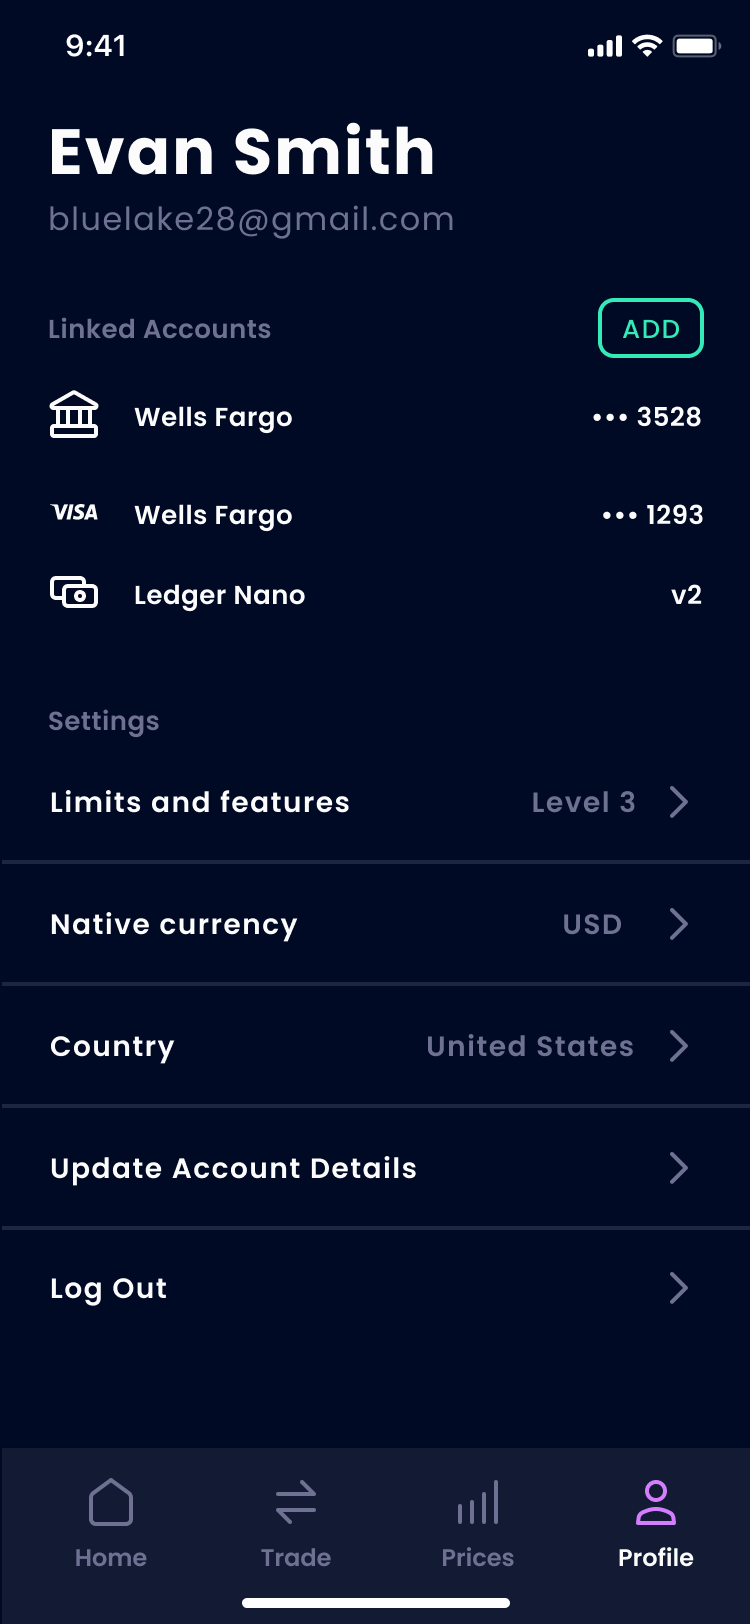 9:41
Evan Smith
bluelake28@gmail.com
Linked Accounts ADD
Wells Fargo ••• 3528
VISA Wells Fargo ••• 1293
Ledger Nano v2
Settings
Limits and features Level 3
Native currency USD
Country United States
Update Account Details
Log Out
Home Trade Prices Profile